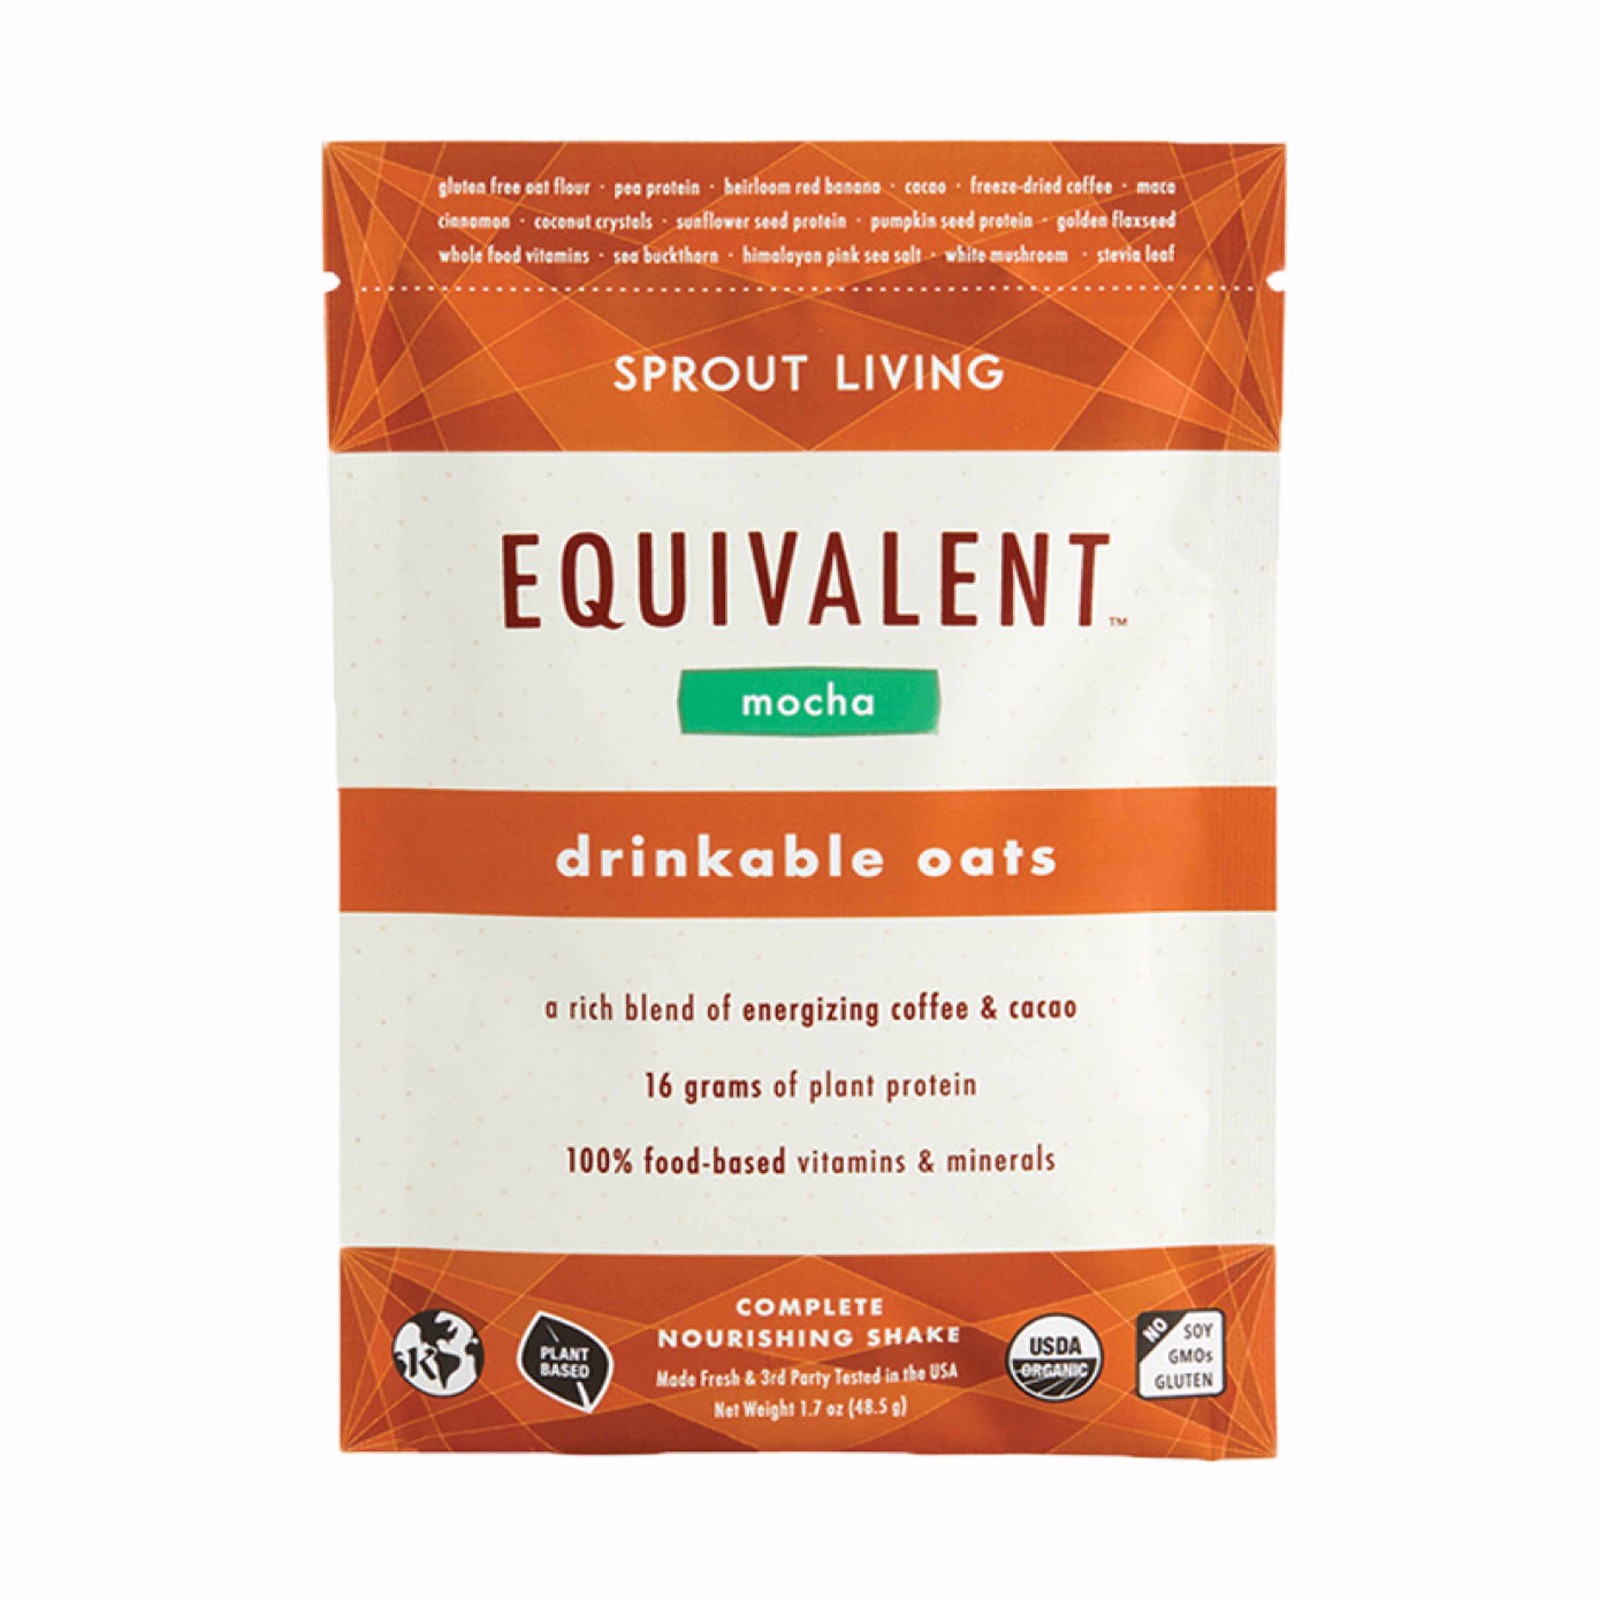 gluten free oat flour · pea protein · heirloom red banana · cacao · freeze-dried coffee · maca
cinnamon · coconut crystals · sunflower seed protein · pumpkin seed protein · golden flaxseed
whole food vitamins · sea buckthorn · himalayan pink sea salt · white mushroom · stevia leaf
SPROUT LIVING
EQUIVALENT™
mocha
drinkable oats
a rich blend of energizing coffee & cacao
16 grams of plant protein
100% food-based vitamins & minerals
COMPLETE
NOURISHING SHAKE
Made Fresh & 3rd Party Tested in the USA
Net Weight 1.7 oz (48.5 g)
K
PLANT
BASED
USDA
ORGANIC
NO
SOY
GMOs
GLUTEN